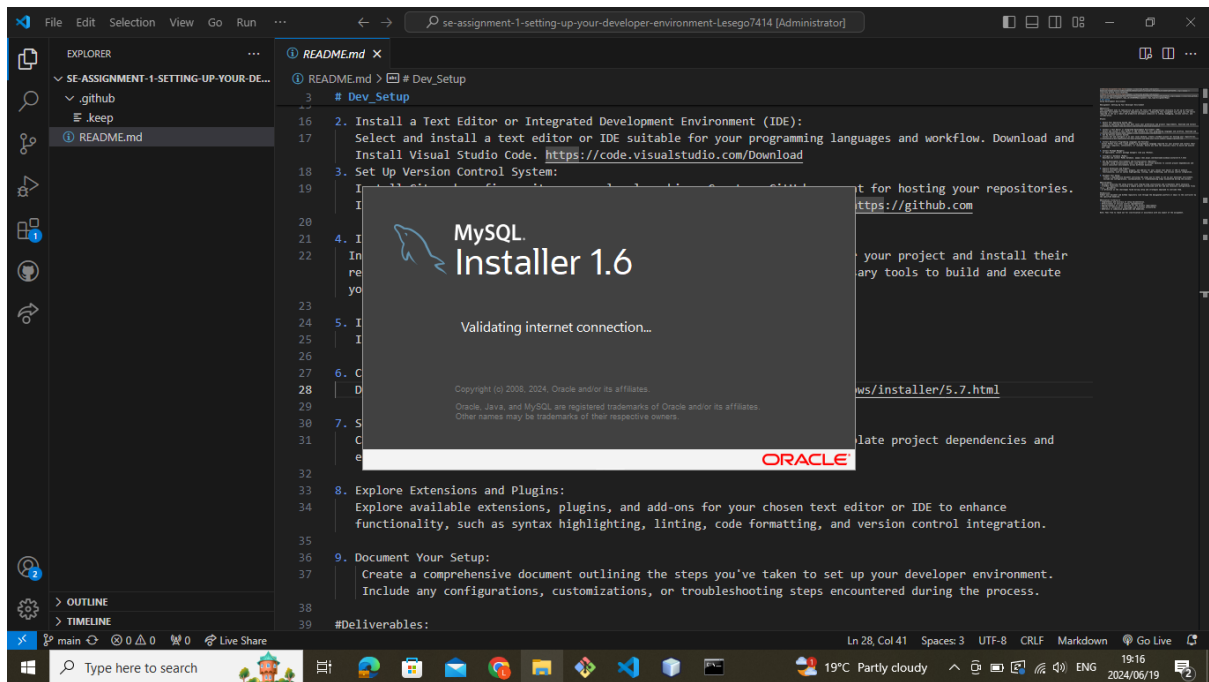 File Edit Selection View Go Run ··· se-assignment-1-setting-up-your-developer-environment-Lesego7414 [Administrator]
EXPLORER ···
SE-ASSIGNMENT-1-SETTING-UP-YOUR-DE...
.github
.keep
README.md
README.md
README.md > # Dev_Setup
3 # Dev_Setup
16 2. Install a Text Editor or Integrated Development Environment (IDE):
17 Select and install a text editor or IDE suitable for your programming languages and workflow. Download and
Install Visual Studio Code. https://code.visualstudio.com/Download
18 3. Set Up Version Control System:
19 nt for hosting your repositories.
I ttps://github.com
20
21 4. I
22 In your project and install their
re ary tools to build and execute
yo
23
24 5. I
25 I
26
27 6. C
28 D ws/installer/5.7.html
29
30 7. S
31 C late project dependencies and
e
32
33 8. Explore Extensions and Plugins:
34 Explore available extensions, plugins, and add-ons for your chosen text editor or IDE to enhance
functionality, such as syntax highlighting, linting, code formatting, and version control integration.
35
36 9. Document Your Setup:
37 Create a comprehensive document outlining the steps you've taken to set up your developer environment.
Include any configurations, customizations, or troubleshooting steps encountered during the process.
38
39 #Deliverables:
MySQL.
Installer 1.6
Validating internet connection...
Copyright (c) 2008, 2024, Oracle and/or its affiliates.
Oracle, Java, and MySQL are registered trademarks of Oracle and/or its affiliates.
Other names may be trademarks of their respective owners.
ORACLE
1
2
OUTLINE
TIMELINE
main 0 0 0 Live Share Ln 28, Col 41 Spaces: 3 UTF-8 CRLF Markdown Go Live
Type here to search 19°C Partly cloudy ENG 19:16
2024/06/19 2